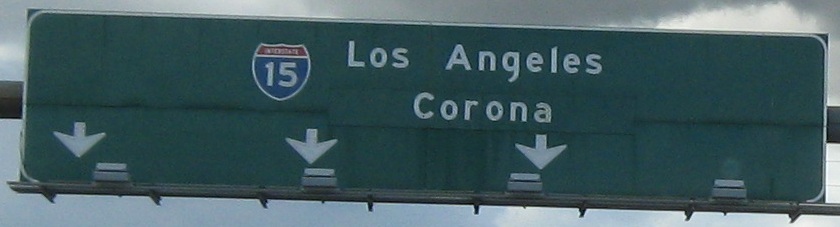 INTERSTATE
15
Los Angeles
Corona